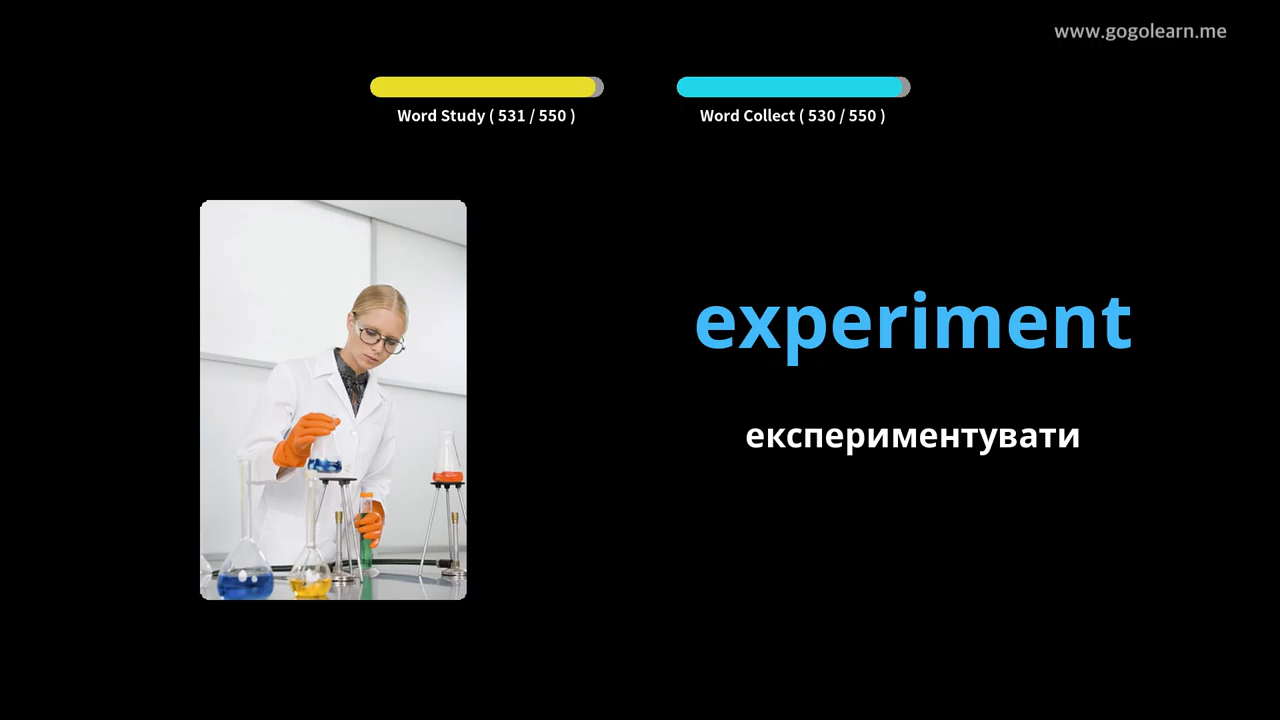 www.gogolearn.me
Word Study ( 531 / 550 )
Word Collect ( 530 / 550 )
experiment
експериментувати